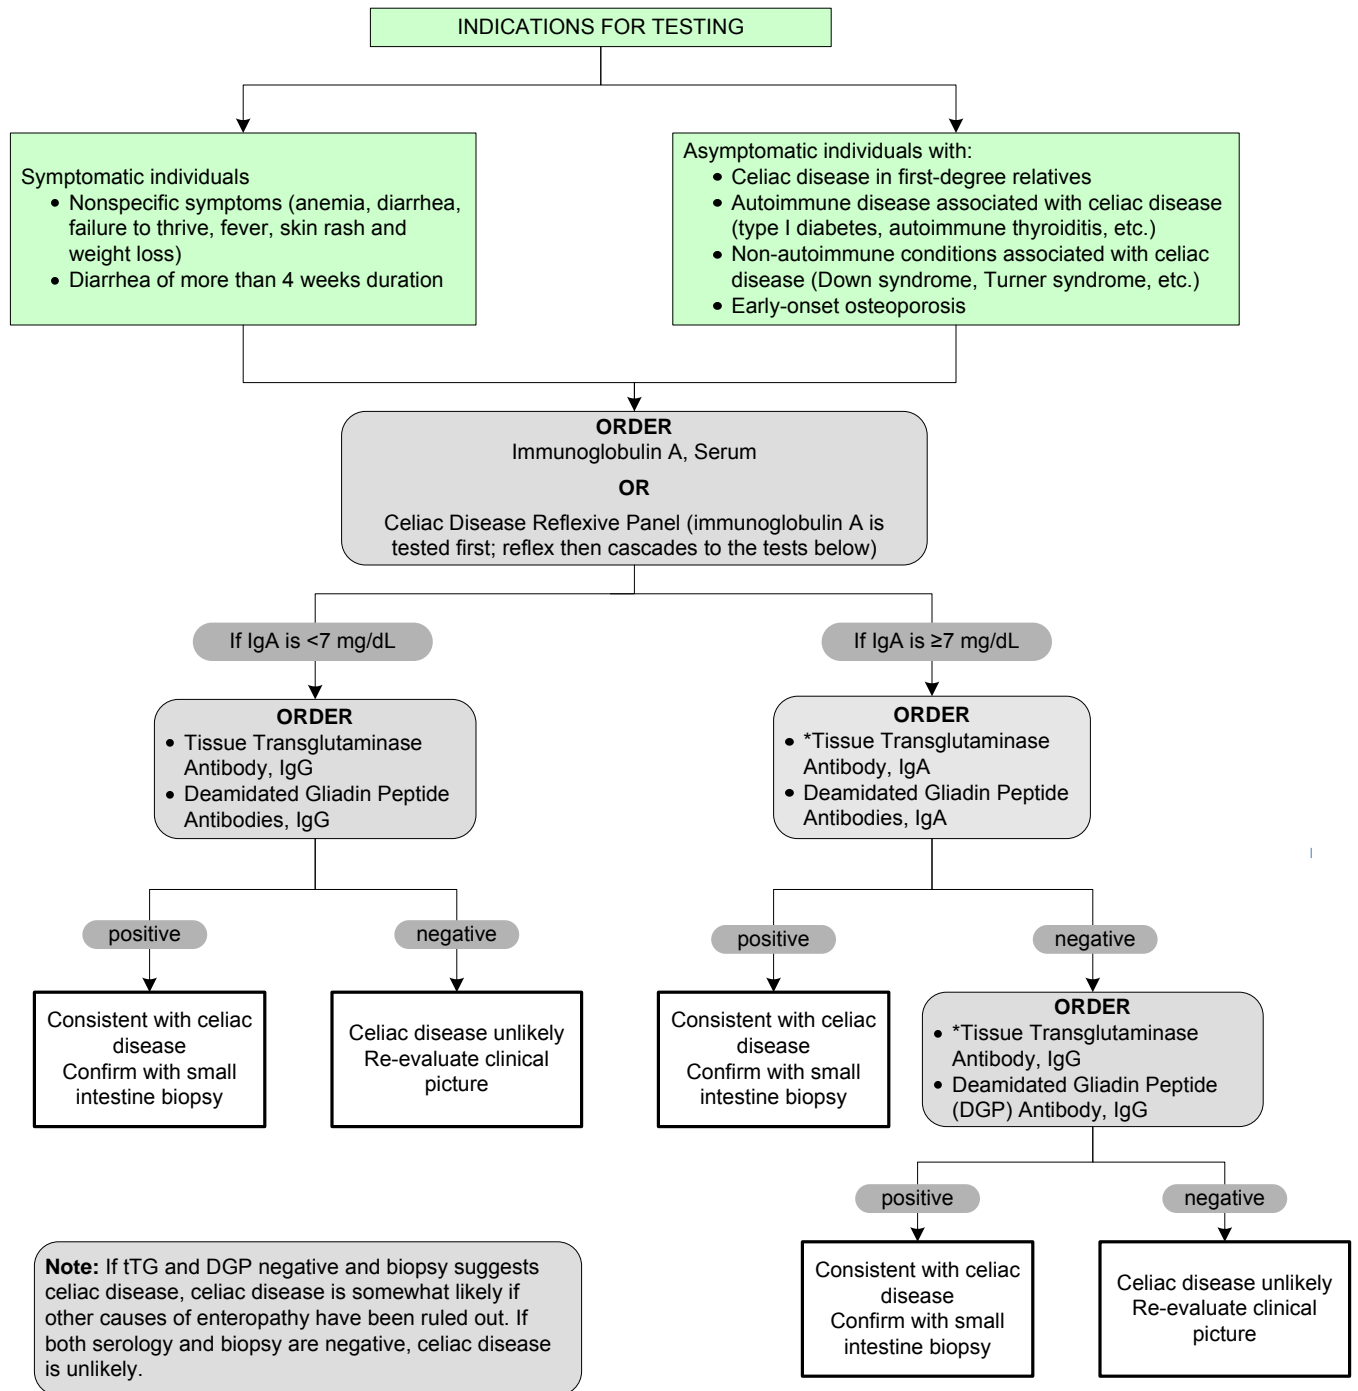 INDICATIONS FOR TESTING
Symptomatic individuals
• Nonspecific symptoms (anemia, diarrhea,
failure to thrive, fever, skin rash and
weight loss)
• Diarrhea of more than 4 weeks duration
Asymptomatic individuals with:
• Celiac disease in first-degree relatives
• Autoimmune disease associated with celiac disease
(type I diabetes, autoimmune thyroiditis, etc.)
• Non-autoimmune conditions associated with celiac
disease (Down syndrome, Turner syndrome, etc.)
• Early-onset osteoporosis
ORDER
Immunoglobulin A, Serum
OR
Celiac Disease Reflexive Panel (immunoglobulin A is
tested first; reflex then cascades to the tests below)
If IgA is <7 mg/dL
If IgA is ≥7 mg/dL
ORDER
• Tissue Transglutaminase
Antibody, IgG
• Deamidated Gliadin Peptide
Antibodies, IgG
ORDER
• *Tissue Transglutaminase
Antibody, IgA
• Deamidated Gliadin Peptide
Antibodies, IgA
positive
negative
positive
negative
Consistent with celiac
disease
Confirm with small
intestine biopsy
Celiac disease unlikely
Re-evaluate clinical
picture
Consistent with celiac
disease
Confirm with small
intestine biopsy
ORDER
• *Tissue Transglutaminase
Antibody, IgG
• Deamidated Gliadin Peptide
(DGP) Antibody, IgG
positive
negative
Consistent with celiac
disease
Confirm with small
intestine biopsy
Celiac disease unlikely
Re-evaluate clinical
picture
Note: If tTG and DGP negative and biopsy suggests
celiac disease, celiac disease is somewhat likely if
other causes of enteropathy have been ruled out. If
both serology and biopsy are negative, celiac disease
is unlikely.